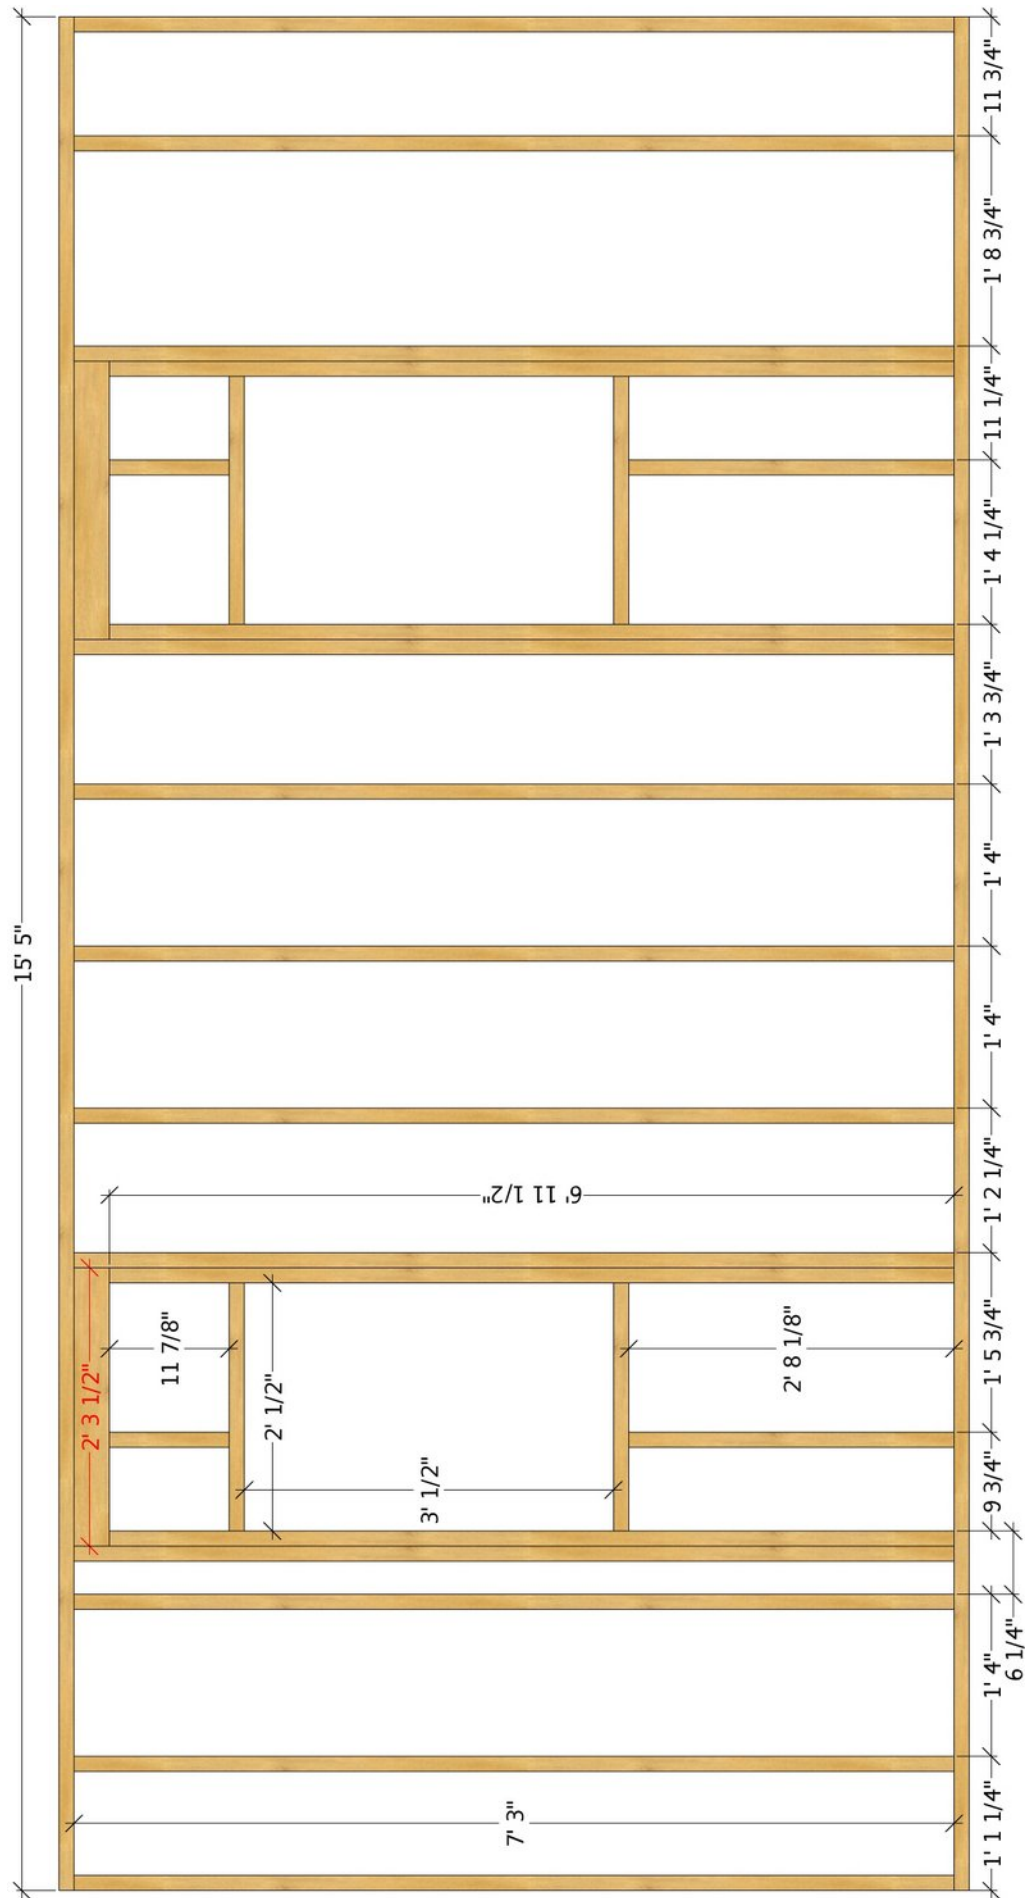 15' 5"
11 3/4"
1' 8 3/4"
11 1/4"
1' 4 1/4"
1' 3 3/4"
1' 4"
1' 4"
1' 2 1/4"
1' 5 3/4"
9 3/4"
6 1/4"
1' 4"
1' 1 1/4"
6' 11 1/2"
2' 3 1/2"
11 7/8"
2' 1/2"
3' 1/2"
2' 8 1/8"
7' 3"